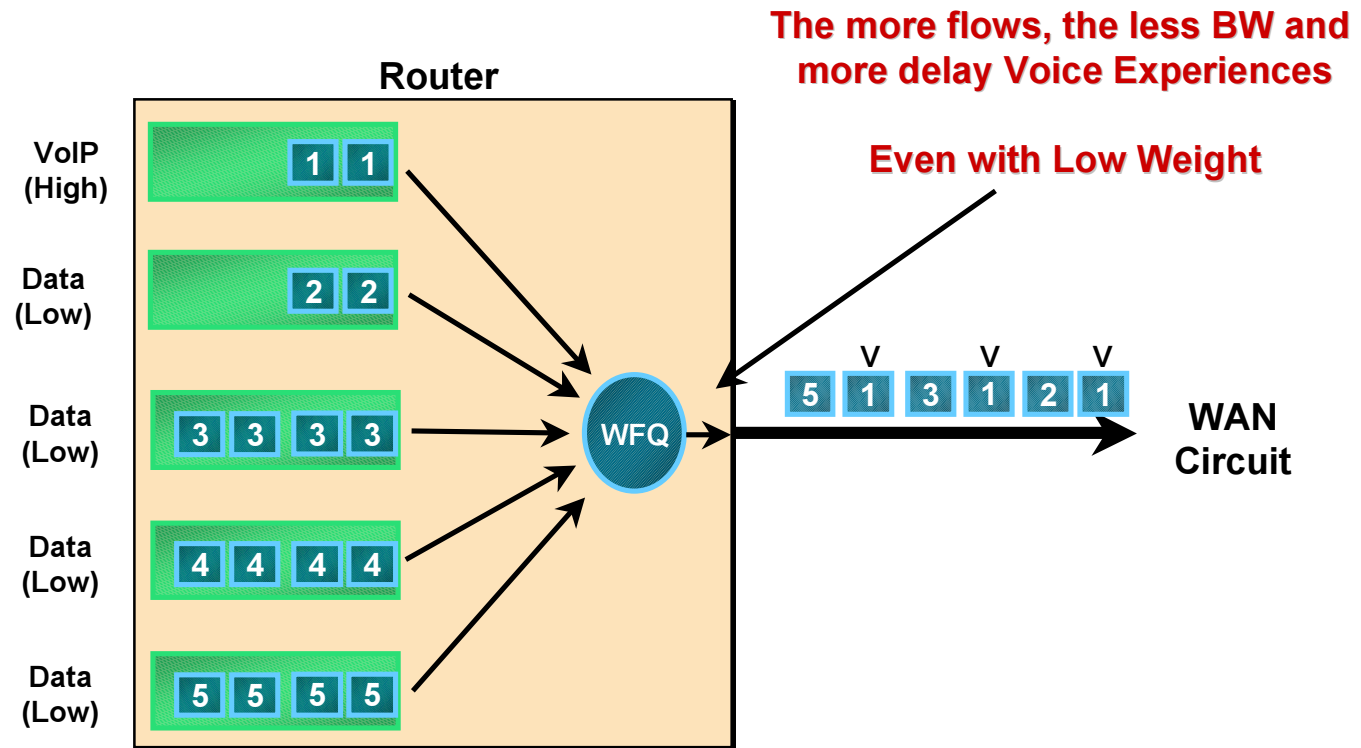 The more flows, the less BW and
more delay Voice Experiences
Router
Even with Low Weight
VoIP
(High)
1 1
Data
(Low)
2 2
Data
(Low)
3 3 3 3
WFQ
V V V
5 1 3 1 2 1
WAN
Circuit
Data
(Low)
4 4 4 4
Data
(Low)
5 5 5 5